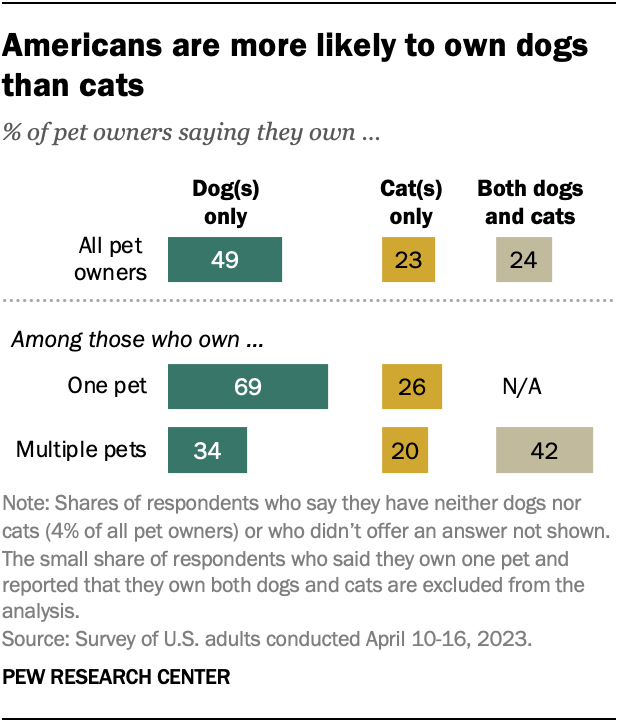 Americans are more likely to own dogs
than cats
% of pet owners saying they own ...
Dog(s) only
Cat(s) only
Both dogs and cats
All pet owners
49
23
24
Among those who own ...
One pet
69
26
N/A
Multiple pets
34
20
42
Note: Shares of respondents who say they have neither dogs nor
cats (4% of all pet owners) or who didn’t offer an answer not shown.
The small share of respondents who said they own one pet and
reported that they own both dogs and cats are excluded from the
analysis.
Source: Survey of U.S. adults conducted April 10-16, 2023.
PEW RESEARCH CENTER